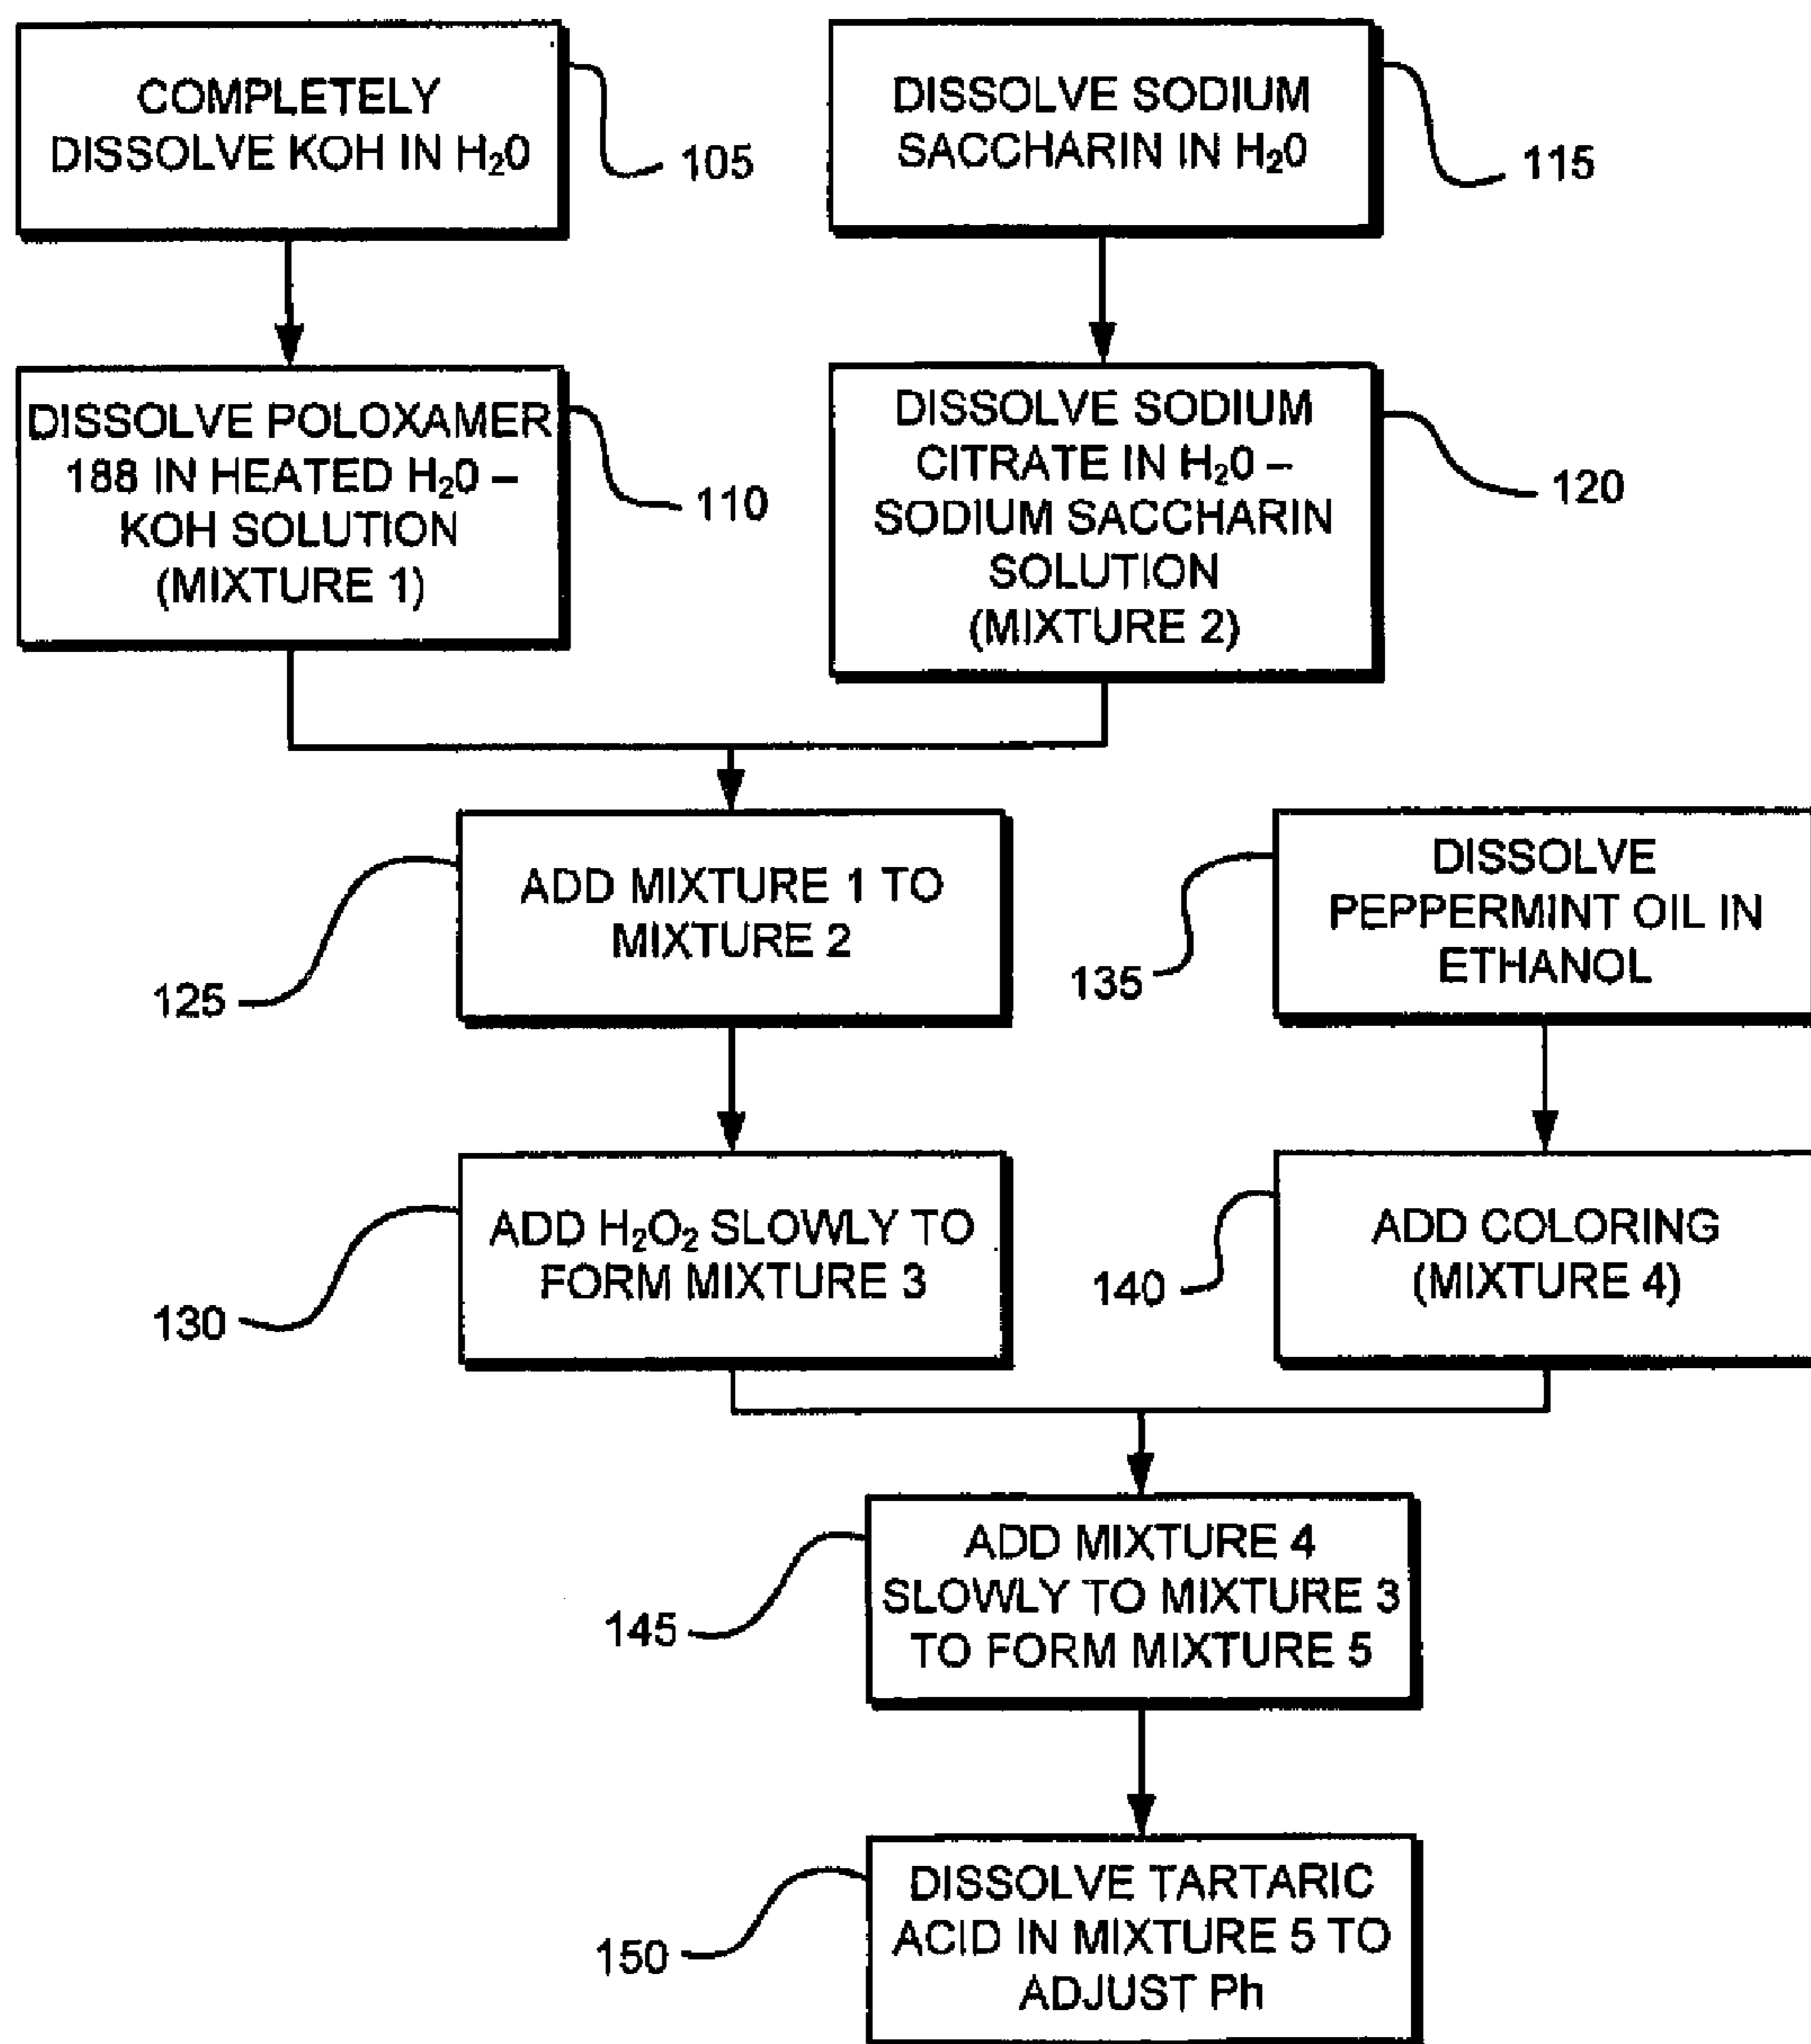 COMPLETELY
DISSOLVE KOH IN H₂0
105
DISSOLVE SODIUM
SACCHARIN IN H₂0
115
DISSOLVE POLOXAMER
188 IN HEATED H₂0 –
KOH SOLUTION
(MIXTURE 1)
110
DISSOLVE SODIUM
CITRATE IN H₂0 –
SODIUM SACCHARIN
SOLUTION
(MIXTURE 2)
120
ADD MIXTURE 1 TO
MIXTURE 2
125
DISSOLVE
PEPPERMINT OIL IN
ETHANOL
135
ADD H₂O₂ SLOWLY TO
FORM MIXTURE 3
130
ADD COLORING
(MIXTURE 4)
140
ADD MIXTURE 4
SLOWLY TO MIXTURE 3
TO FORM MIXTURE 5
145
DISSOLVE TARTARIC
ACID IN MIXTURE 5 TO
ADJUST Ph
150